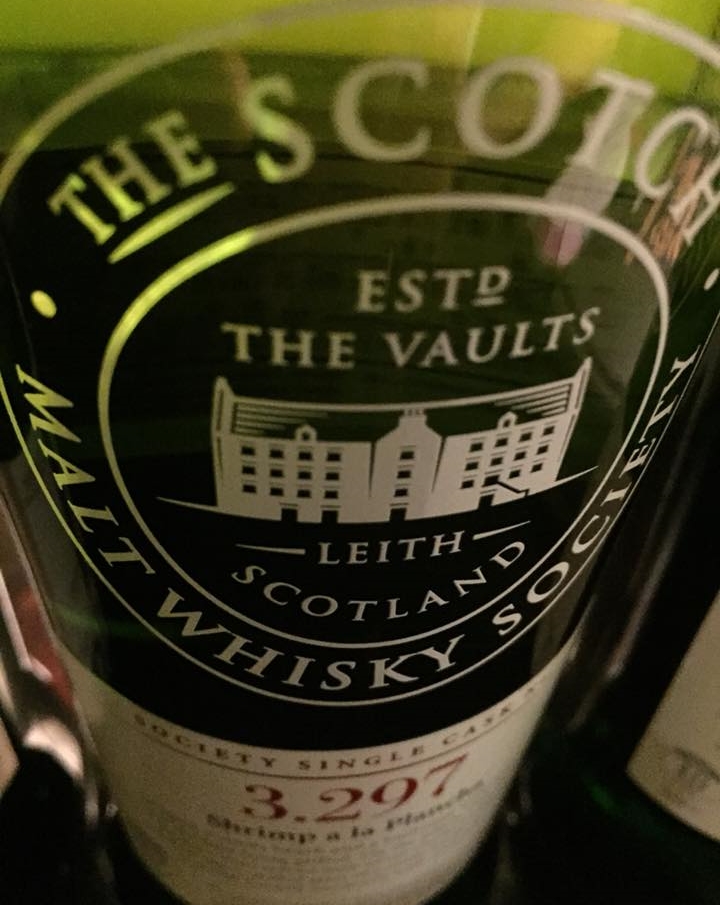 THE SCOTCH
MALT WHISKY SOCIETY
ESTD
THE VAULTS
LEITH
SCOTLAND
SOCIETY SINGLE CASK
3.297
Shrimp a la Plancha